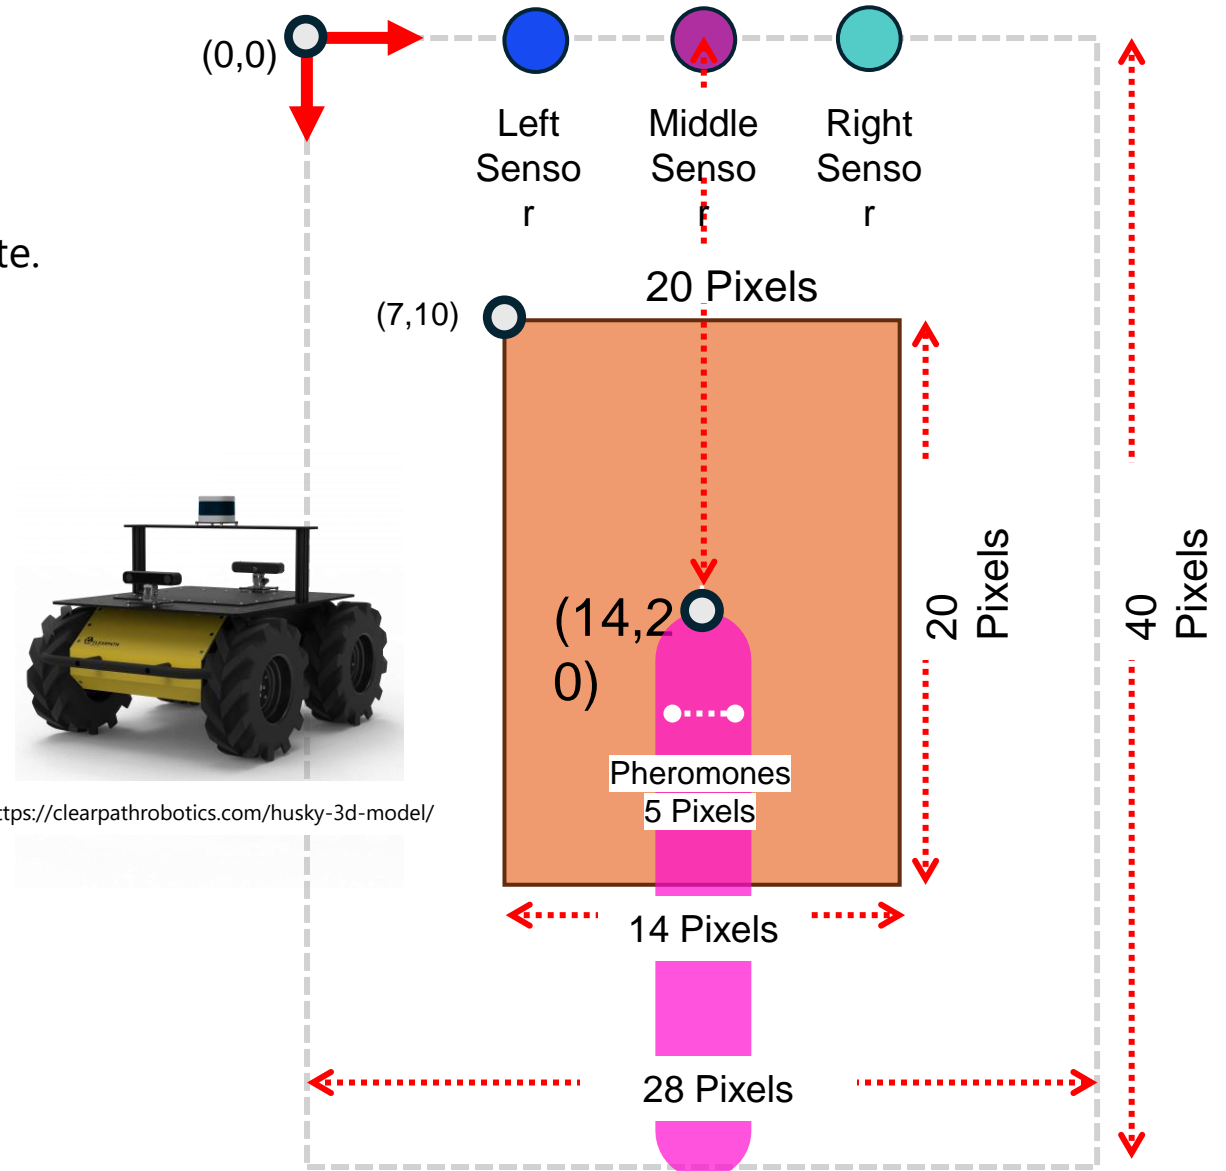 (0,0)
Left
Senso
r
Middle
Senso
r
Right
Senso
r
te.
20 Pixels
(7,10)
(14,2
0)
20
Pixels
40
Pixels
CLEARPATH
Pheromones
5 Pixels
ttps://clearpathrobotics.com/husky-3d-model/
14 Pixels
28 Pixels